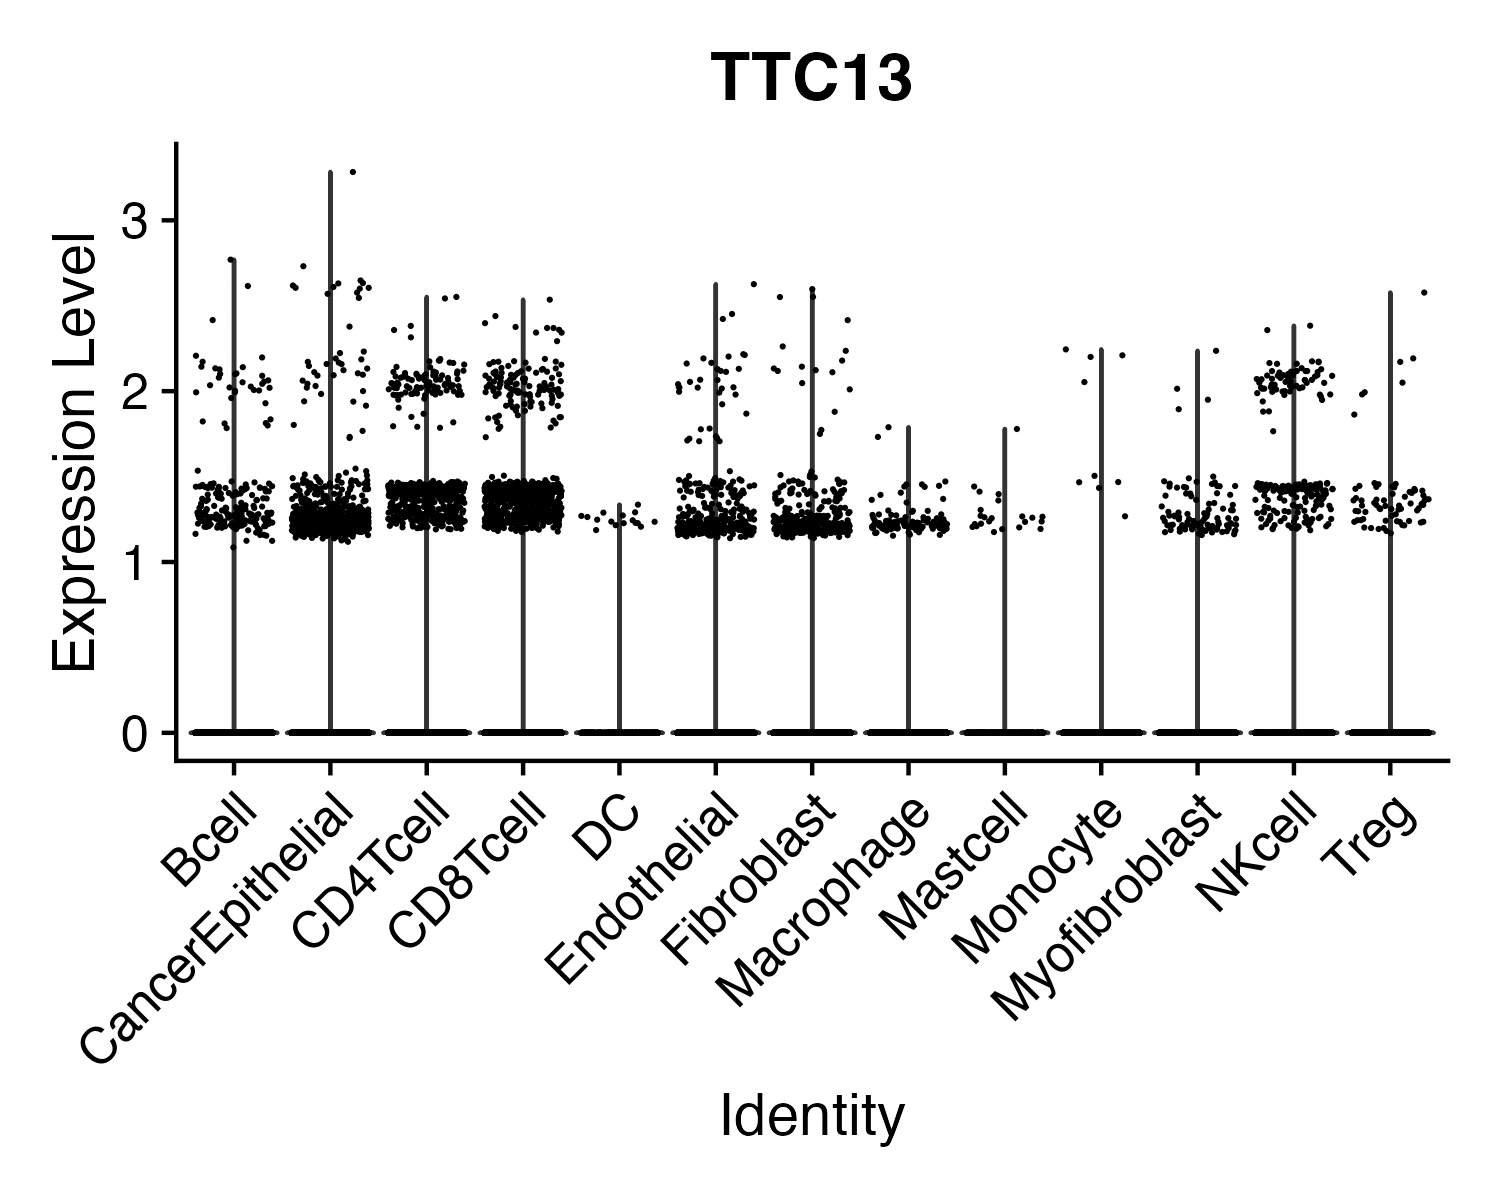 TTC13
Expression Level
3
2
1
0
Bcell
CancerEpithelial
CD4Tcell
CD8Tcell
DC
Endothelial
Fibroblast
Macrophage
Mastcell
Monocyte
Myofibroblast
NKcell
Treg
Identity